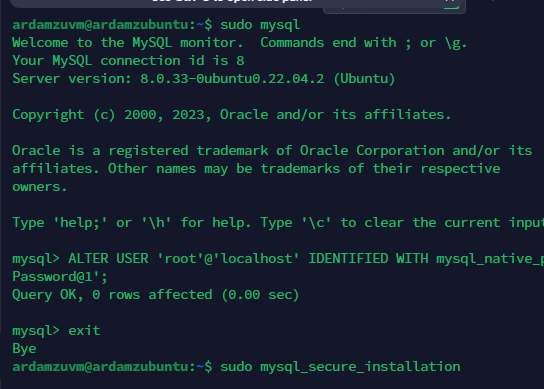 ardamzuvm@ardamzubuntu:~$ sudo mysql
Welcome to the MySQL monitor.  Commands end with ; or \g.
Your MySQL connection id is 8
Server version: 8.0.33-0ubuntu0.22.04.2 (Ubuntu)
Copyright (c) 2000, 2023, Oracle and/or its affiliates.
Oracle is a registered trademark of Oracle Corporation and/or its
affiliates. Other names may be trademarks of their respective
owners.
Type 'help;' or '\h' for help. Type '\c' to clear the current input
mysql> ALTER USER 'root'@'localhost' IDENTIFIED WITH mysql_native_p
Password@1';
Query OK, 0 rows affected (0.00 sec)
mysql> exit
Bye
ardamzuvm@ardamzubuntu:~$ sudo mysql_secure_installation